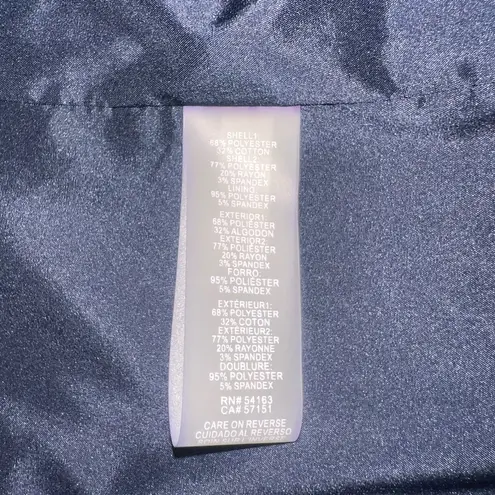 SHELL1:
68% POLYESTER
32% COTTON
SHELL2:
77% POLYESTER
20% RAYON
3% SPANDEX
LINING:
95% POLYESTER
5% SPANDEX
EXTERIOR1:
68% POLIÉSTER
32% ALGODON
EXTERIOR2:
77% POLIÉSTER
20% RAYON
3% SPANDEX
FORRO:
95% POLIÉSTER
5% SPANDEX
EXTÉRIEUR1:
68% POLYESTER
32% COTON
EXTÉRIEUR2:
77% POLYESTER
20% RAYONNE
3% SPANDEX
DOUBLURE:
95% POLYESTER
5% SPANDEX
RN# 54163
CA# 57151
CARE ON REVERSE
CUIDADO AL REVERSO